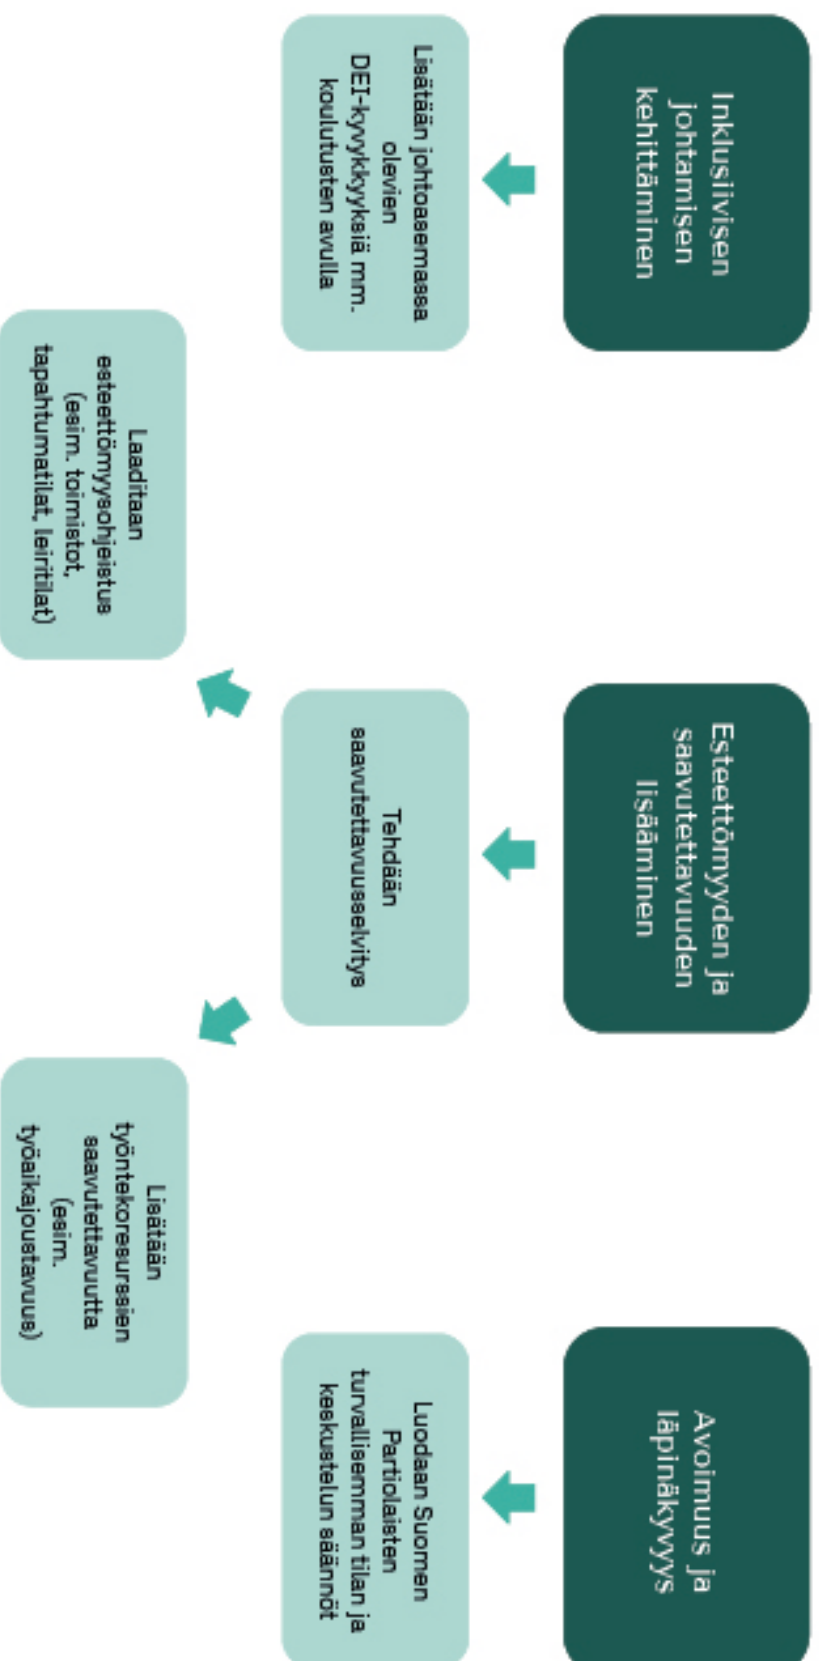 Inklusiivisen
johtamisen
kehittäminen
Lisätään johtoasemassa
olevien
DEI-kyvykkyyksiä mm.
koulutusten avulla
Esteettömyyden ja
saavutettavuuden
lisääminen
Tehdään
saavutettavuusselvitys
Laaditaan
esteettömyysohjeistus
(esim. toimistot,
tapahtumatilat, leiritilat)
Lisätään
työntekoresurssien
saavutettavuutta
(esim.
työaikajoustavuus)
Avoimuus ja
läpinäkyvyys
Luodaan Suomen
Partiolaisten
turvallisemman tilan ja
keskustelun säännöt